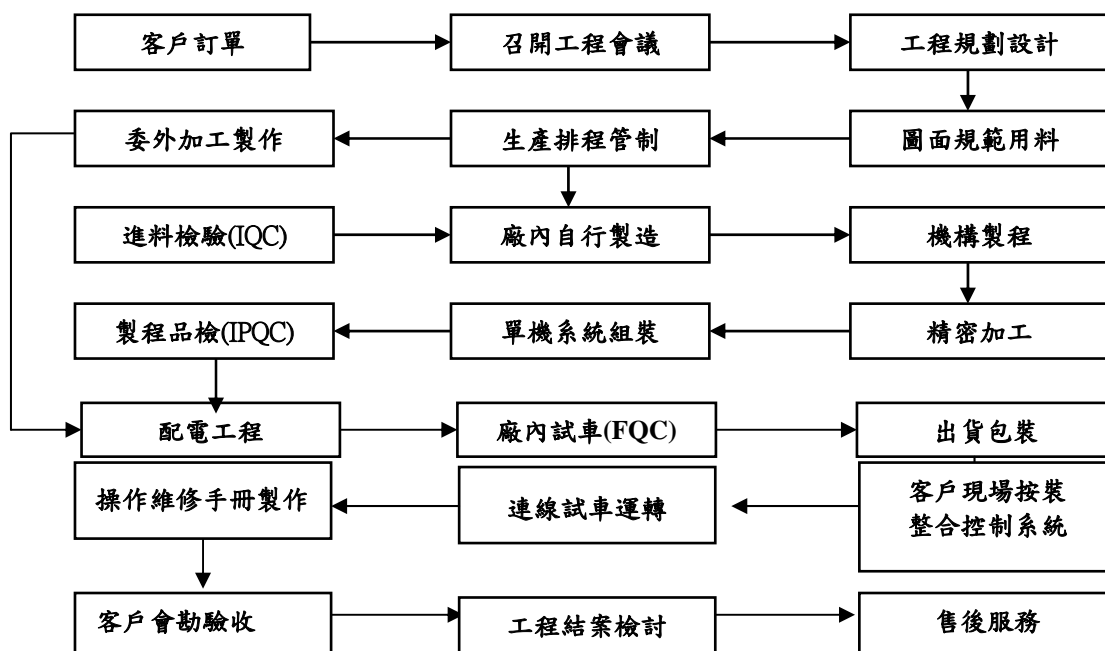 客戶訂單
召開工程會議
工程規劃設計
委外加工製作
生產排程管制
圖面規範用料
進料檢驗(IQC)
廠內自行製造
機構製程
製程品檢(IPQC)
單機系統組裝
精密加工
配電工程
廠內試車(FQC)
出貨包裝
操作維修手冊製作
連線試車運轉
客戶現場按裝
整合控制系統
客戶會勘驗收
工程結案檢討
售後服務